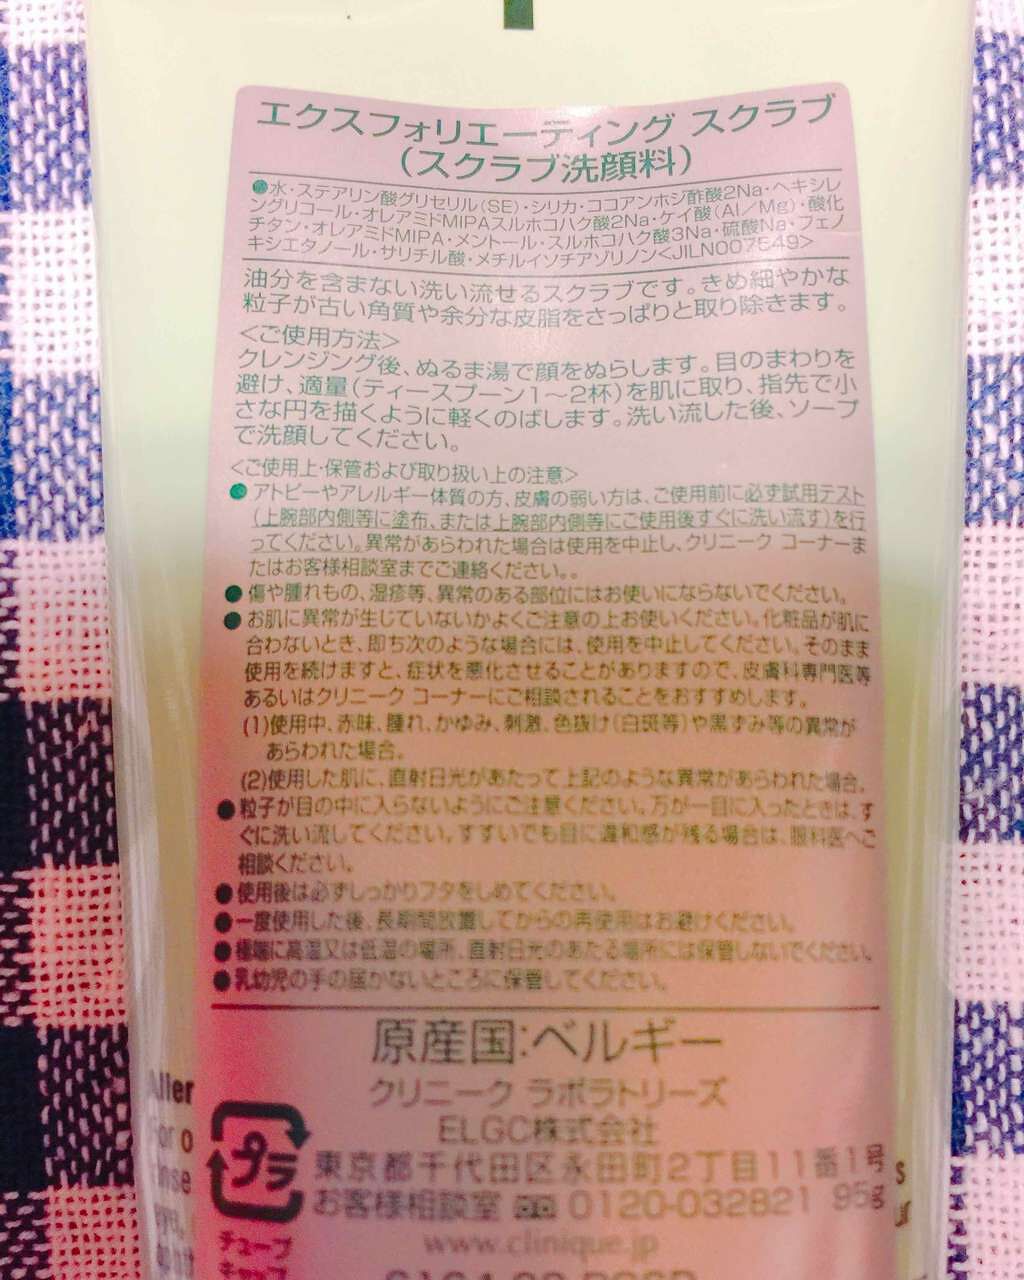 エクスフォリエーティング スクラブ
(スクラブ洗顔料)
●水・ステアリン酸グリセリル(SE)・シリカ・ココアンホジ酢酸2Na・ヘキシレ
ングリコール・オレアミドMIPAスルホコハク酸2Na・ケイ酸(Al/Mg)・酸化
チタン・オレアミドMIPA・メントール・スルホコハク酸3Na・硫酸Na・フェノ
キシエタノール・サリチル酸・メチルイソチアゾリノン<JILN007549>
油分を含まない洗い流せるスクラブです。きめ細やかな
粒子が古い角質や余分な皮脂をさっぱりと取り除きます。
<ご使用方法>
クレンジング後、ぬるま湯で顔をぬらします。目のまわりを
避け、適量(ティースプーン1〜2杯)を肌に取り、指先で小
さな円を描くように軽くのばします。洗い流した後、ソープ
で洗顔してください。
<ご使用上・保管および取り扱い上の注意>
●アトピーやアレルギー体質の方、皮膚の弱い方は、ご使用前に必ず試用テスト
(上腕部内側等に塗布、または上腕部内側等にご使用後すぐに洗い流す)を行
ってください。異常があらわれた場合は使用を中止し、クリニーク コーナーま
たはお客様相談室までご連絡ください。。
●傷や腫れもの、湿疹等、異常のある部位にはお使いにならないでください。
●お肌に異常が生じていないかよくご注意の上お使いください。化粧品が肌に
合わないとき、即ち次のような場合には、使用を中止してください。そのまま
使用を続けますと、症状を悪化させることがありますので、皮膚科専門医等
あるいはクリニーク コーナーにご相談されることをおすすめします。
(1)使用中、赤味、腫れ、かゆみ、刺激、色抜け(白斑等)や黒ずみ等の異常が
あらわれた場合。
(2)使用した肌に、直射日光があたって上記のような異常があらわれた場合。
●粒子が目の中に入らないようにご注意ください。万が一目に入ったときは、す
ぐに洗い流してください。すすいでも目に違和感が残る場合は、眼科医へご
相談ください。
●使用後は必ずしっかりフタをしめてください。
●一度使用した後、長期間放置してからの再使用はお避けください。
●極端に高温又は低温の場所、直射日光のあたる場所には保管しないでください。
●乳幼児の手の届かないところに保管してください。
原産国:ベルギー
クリニーク ラボラトリーズ
ELGC株式会社
東京都千代田区永田町2丁目11番1号
お客様相談室 0120-032821 95g
www.clinique.jp
プラ
チューブ
キャップ